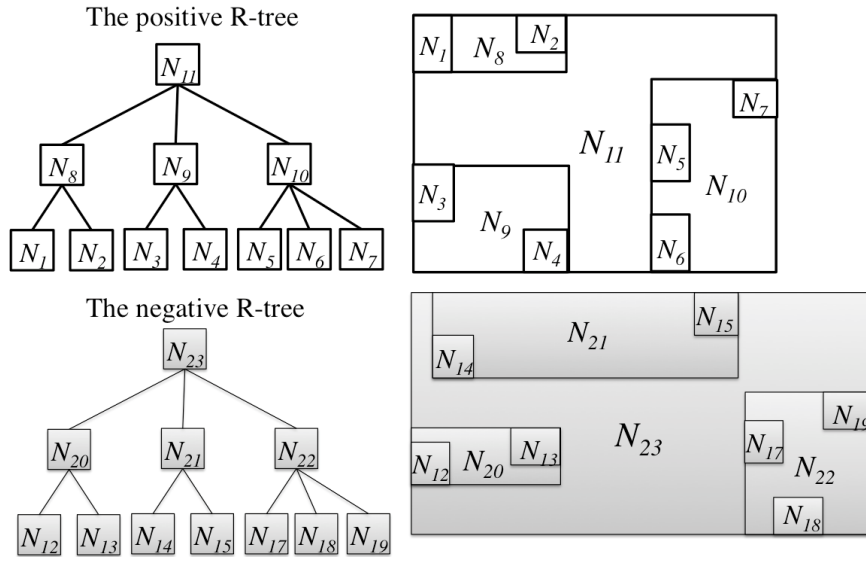 The positive R-tree
N11
N8 N9 N10
N1 N2 N3 N4 N5 N6 N7
N1 N8 N2
N7
N11 N5
N10
N3
N9
N4 N6
The negative R-tree
N23
N20 N21 N22
N12 N13 N14 N15 N17 N18 N19
N15
N21
N14
N19
N23
N13
N12 N20
N17
N22
N18